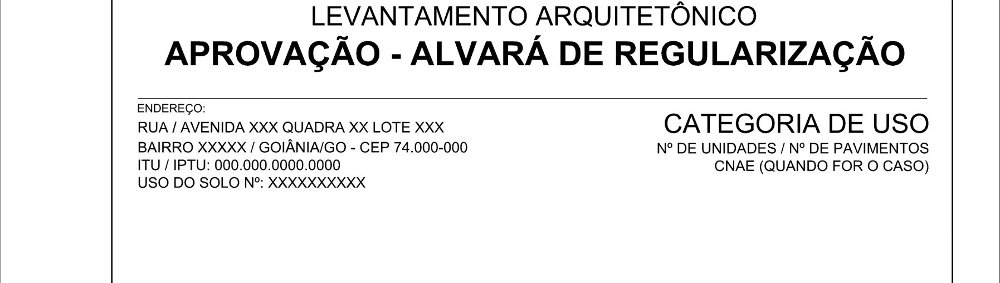 LEVANTAMENTO ARQUITETÔNICO
APROVAÇÃO - ALVARÁ DE REGULARIZAÇÃO
ENDEREÇO:
RUA / AVENIDA XXX QUADRA XX LOTE XXX
BAIRRO XXXXX / GOIÂNIA/GO - CEP 74.000-000
ITU / IPTU: 000.000.0000.0000
USO DO SOLO Nº: XXXXXXXXXX
CATEGORIA DE USO
Nº DE UNIDADES / Nº DE PAVIMENTOS
CNAE (QUANDO FOR O CASO)